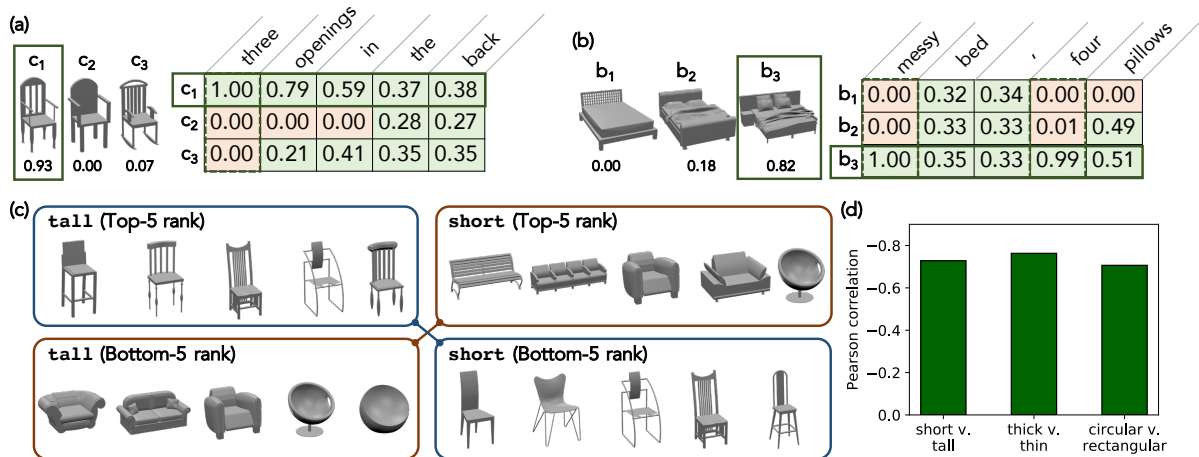 (a)
three openings in the back
c1 c2 c3
0.93 0.00 0.07
c1 1.00 0.79 0.59 0.37 0.38
c2 0.00 0.00 0.00 0.28 0.27
c3 0.00 0.21 0.41 0.35 0.35
(b)
messy bed , four pillows
b1 b2 b3
0.00 0.18 0.82
b1 0.00 0.32 0.34 0.00 0.00
b2 0.00 0.33 0.33 0.01 0.49
b3 1.00 0.35 0.33 0.99 0.51
(c)
tall (Top-5 rank)
short (Top-5 rank)
tall (Bottom-5 rank)
short (Bottom-5 rank)
(d)
Pearson correlation
−0.8
−0.6
−0.4
−0.2
0.0
short v.
tall
thick v.
thin
circular v.
rectangular